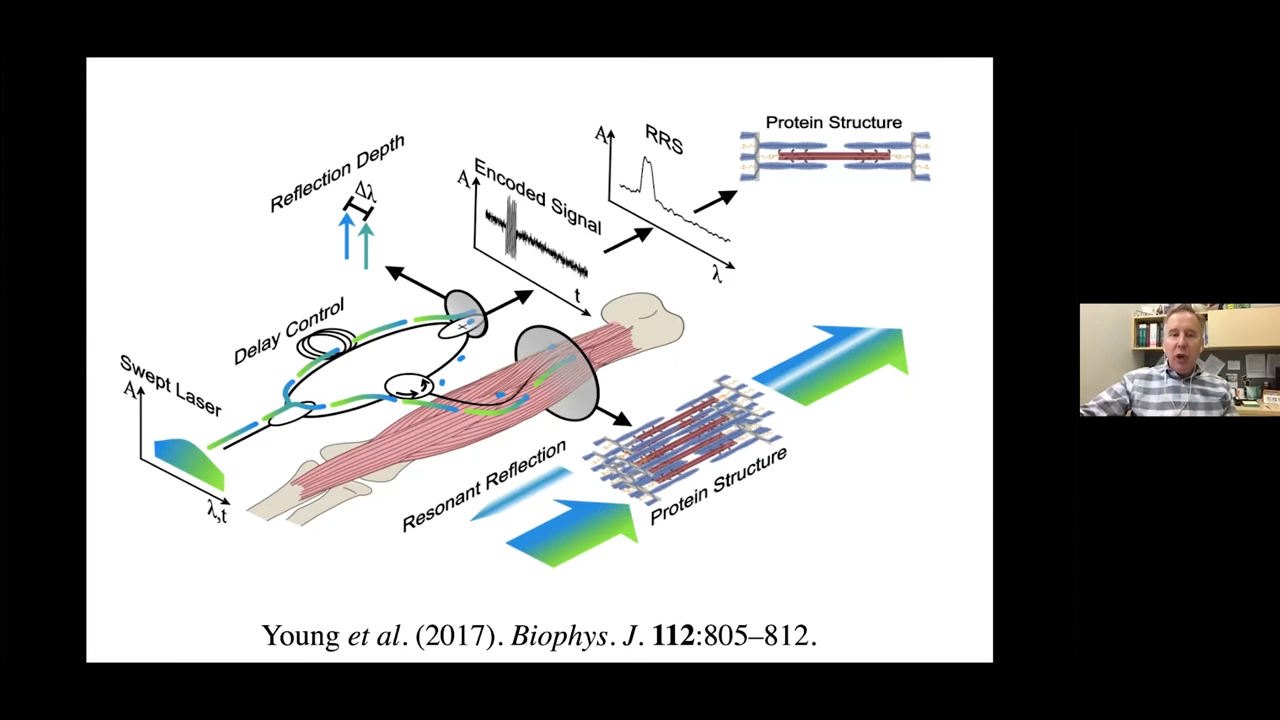 Protein Structure
RRS
A
λ
Reflection Depth
Δλ
Encoded Signal
A
t
Delay Control
Swept Laser
A
λ,t
Resonant Reflection
Protein Structure
Young et al. (2017). Biophys. J. 112:805–812.